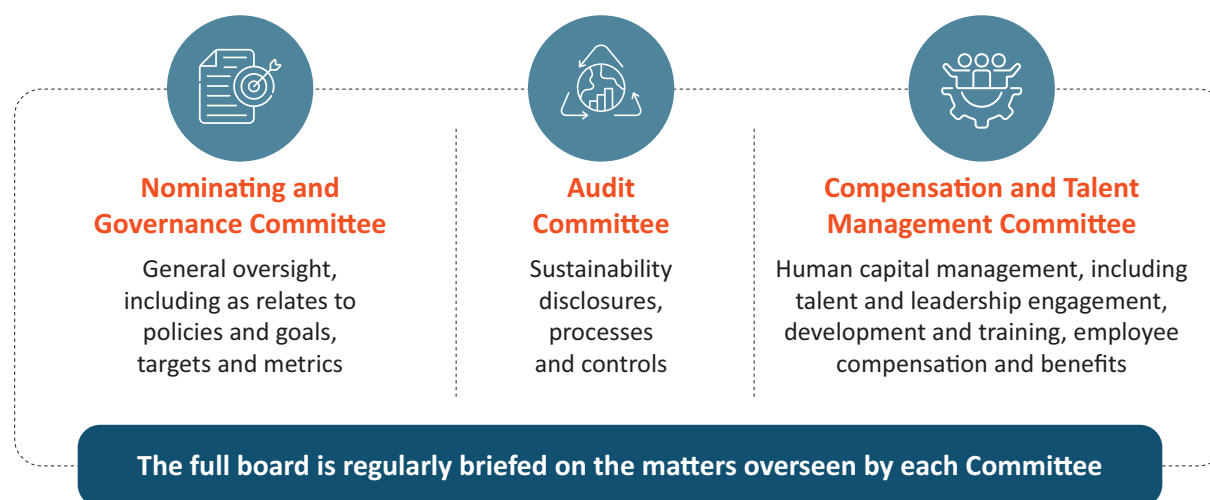 Nominating and
Governance Committee
General oversight,
including as relates to
policies and goals,
targets and metrics
Audit
Committee
Sustainability
disclosures,
processes
and controls
Compensation and Talent
Management Committee
Human capital management, including
talent and leadership engagement,
development and training, employee
compensation and benefits
The full board is regularly briefed on the matters overseen by each Committee